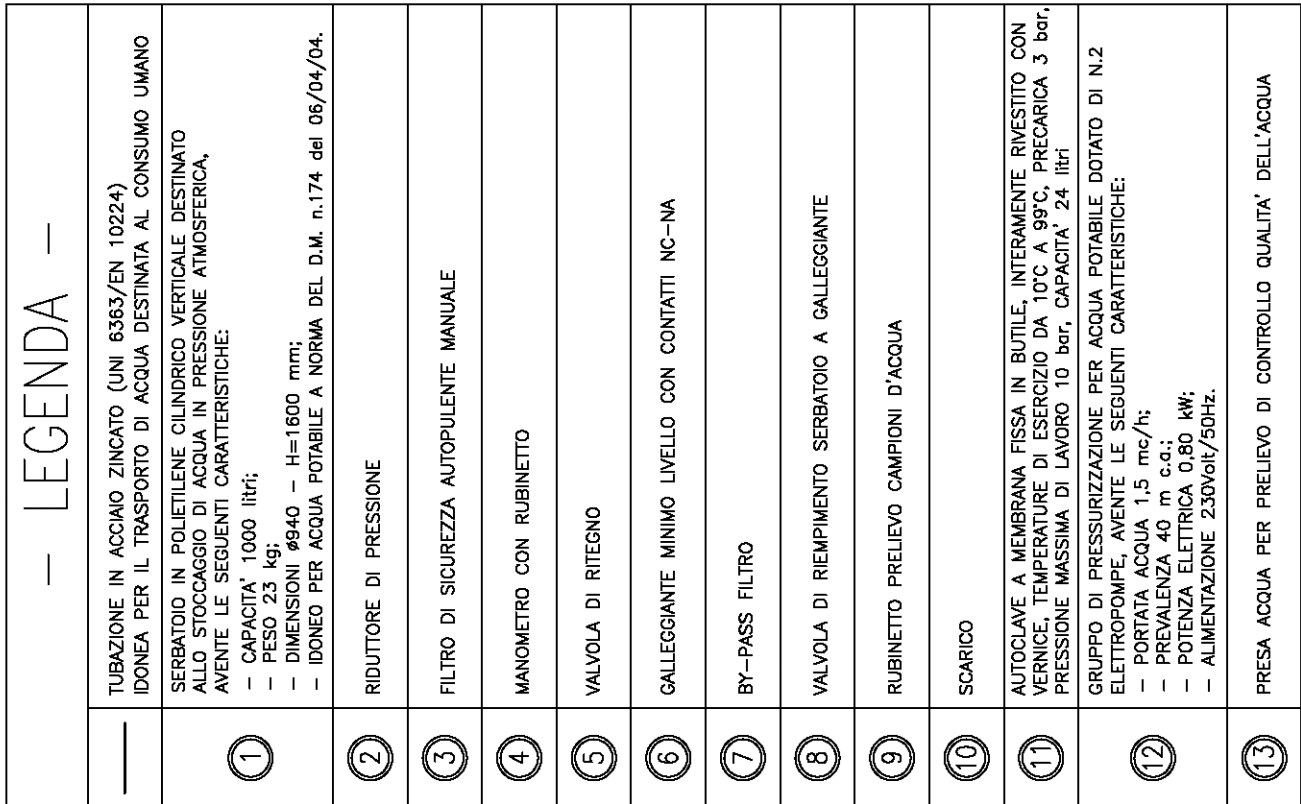 — LEGENDA —
TUBAZIONE IN ACCIAIO ZINCATO (UNI 6363/EN 10224)
IDONEA PER IL TRASPORTO DI ACQUA DESTINATA AL CONSUMO UMANO
1
SERBATOIO IN POLIETILENE CILINDRICO VERTICALE DESTINATO
ALLO STOCCAGGIO DI ACQUA IN PRESSIONE ATMOSFERICA,
AVENTE LE SEGUENTI CARATTERISTICHE:
– CAPACITA' 1000 litri;
– PESO 23 kg;
– DIMENSIONI ø940 – H=1600 mm;
– IDONEO PER ACQUA POTABILE A NORMA DEL D.M. n.174 del 06/04/04.
2
RIDUTTORE DI PRESSIONE
3
FILTRO DI SICUREZZA AUTOPULENTE MANUALE
4
MANOMETRO CON RUBINETTO
5
VALVOLA DI RITEGNO
6
GALLEGGIANTE MINIMO LIVELLO CON CONTATTI NC–NA
7
BY–PASS FILTRO
8
VALVOLA DI RIEMPIMENTO SERBATOIO A GALLEGGIANTE
9
RUBINETTO PRELIEVO CAMPIONI D'ACQUA
10
SCARICO
11
AUTOCLAVE A MEMBRANA FISSA IN BUTILE, INTERAMENTE RIVESTITO CON
VERNICE, TEMPERATURE DI ESERCIZIO DA 10°C A 99°C, PRECARICA 3 bar,
PRESSIONE MASSIMA DI LAVORO 10 bar, CAPACITA' 24 litri
12
GRUPPO DI PRESSURIZZAZIONE PER ACQUA POTABILE DOTATO DI N.2
ELETTROPOMPE, AVENTE LE SEGUENTI CARATTERISTICHE:
– PORTATA ACQUA 1,5 mc/h;
– PREVALENZA 40 m c.a.;
– POTENZA ELETTRICA 0,80 kW;
– ALIMENTAZIONE 230Volt/50Hz.
13
PRESA ACQUA PER PRELIEVO DI CONTROLLO QUALITA' DELL'ACQUA